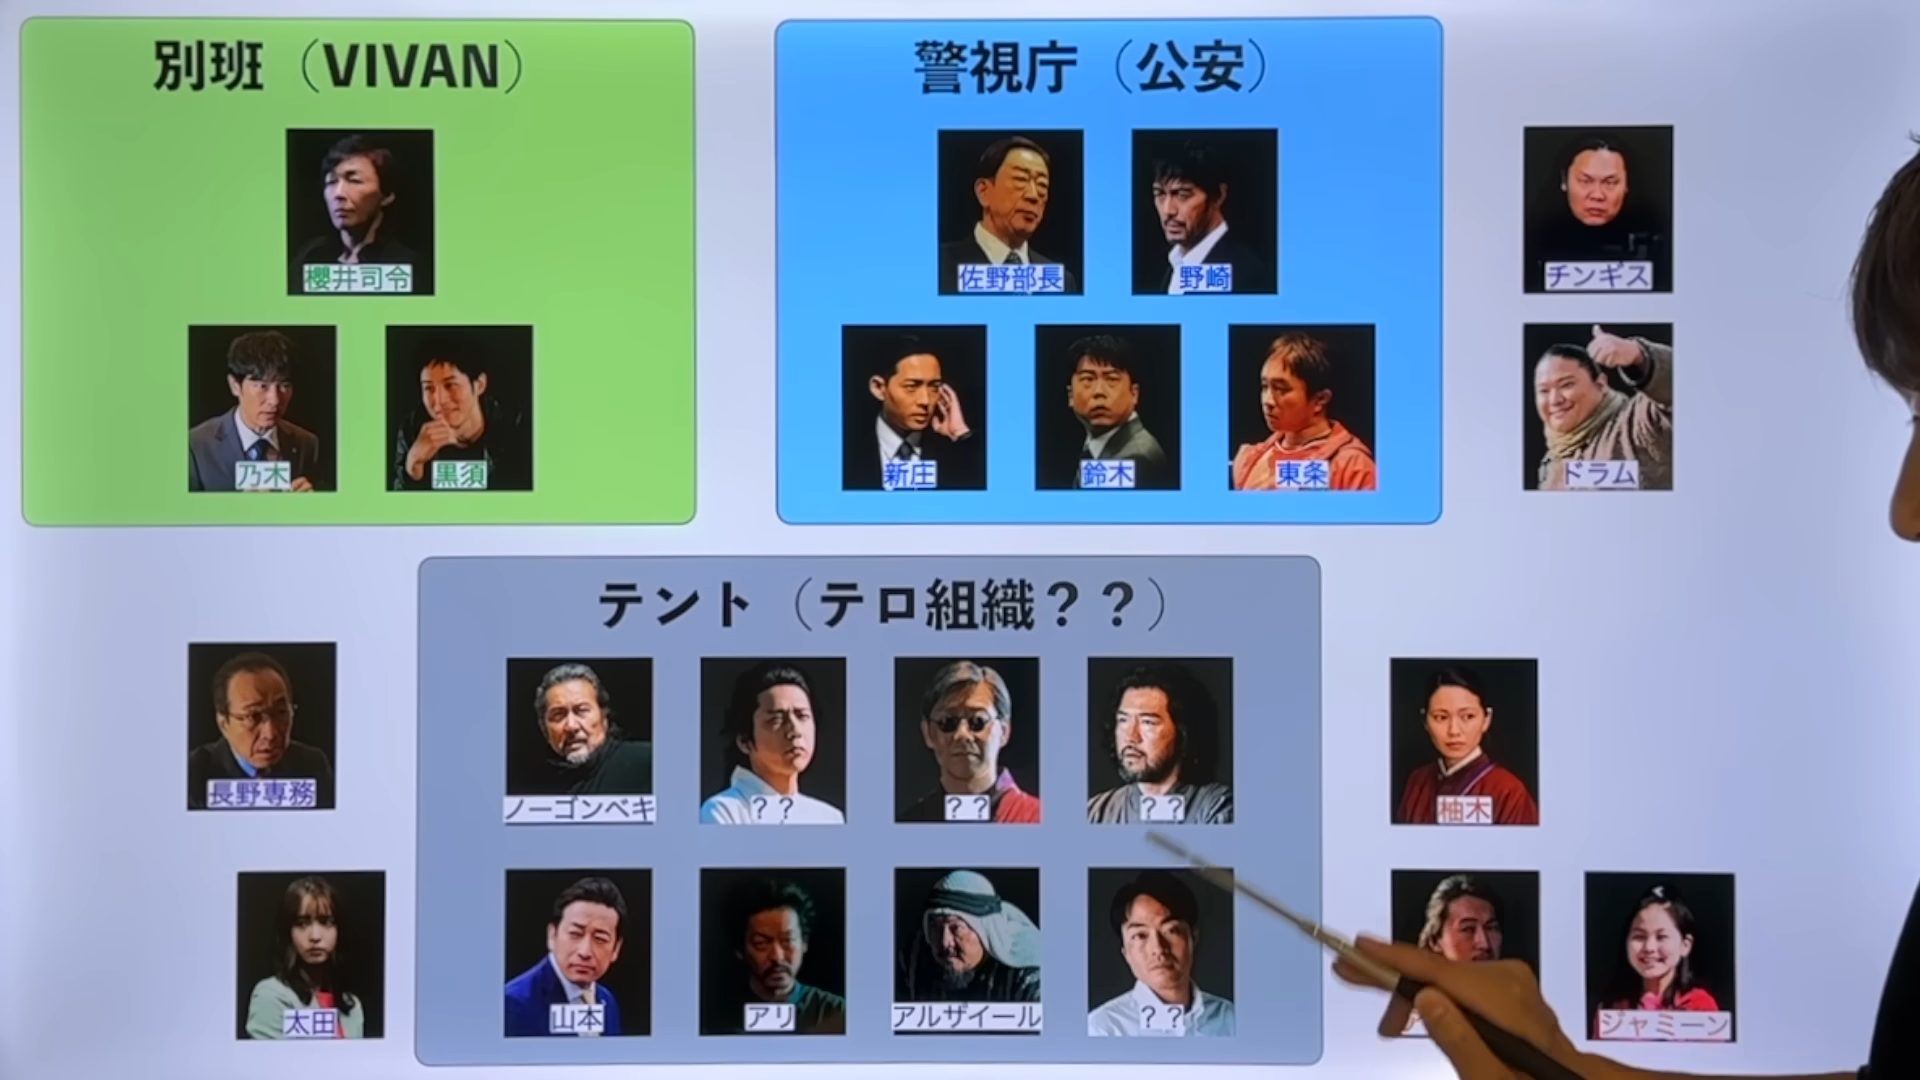 別班（VIVAN）
警視庁（公安）
櫻井司令
佐野部長
野崎
チンギス
乃木
黒須
新庄
鈴木
東条
ドラム
テント（テロ組織？？）
長野専務
ノーゴンベキ
？？
？？
？？
柚木
太田
山本
アリ
アルザイール
？？
ジャミーン